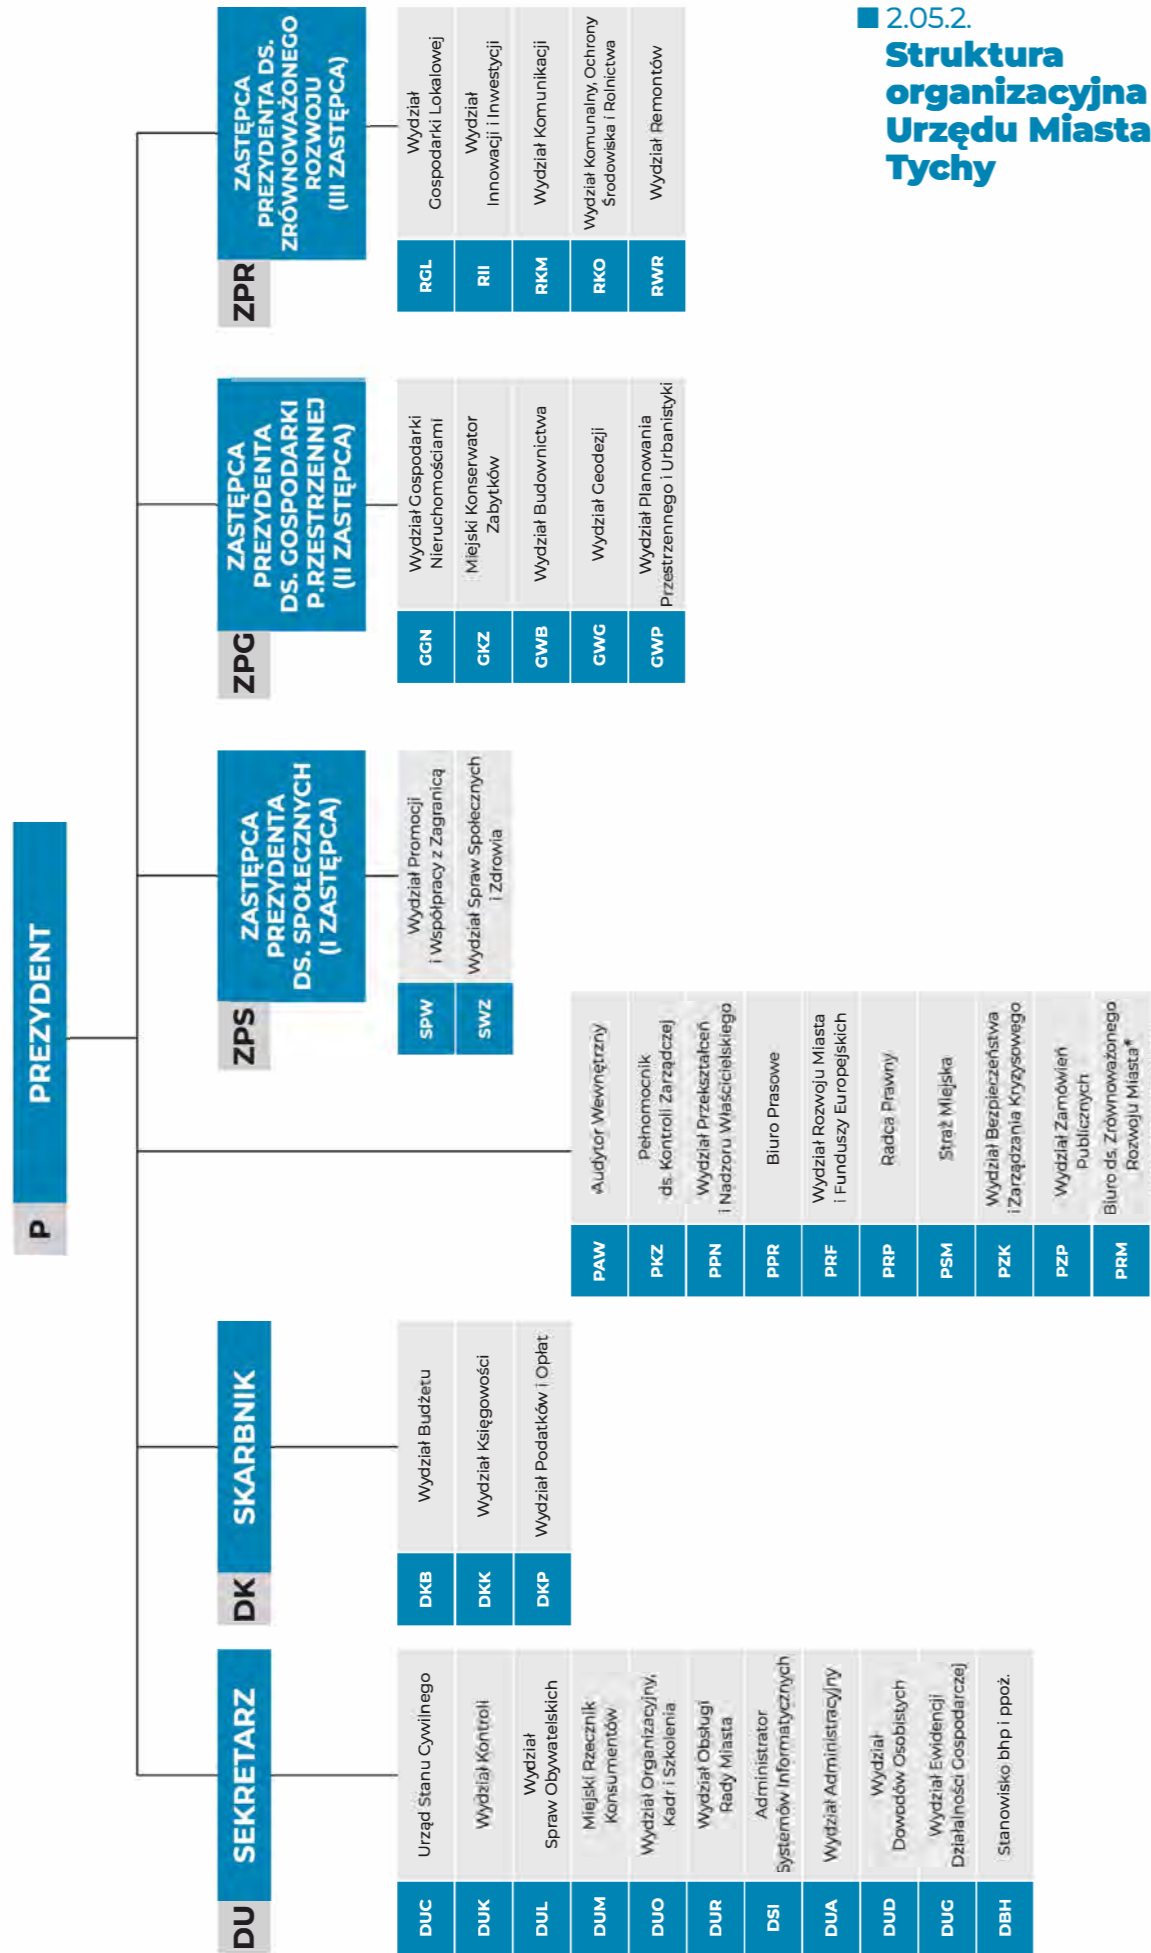 ■ 2.05.2.
Struktura
organizacyjna
Urzędu Miasta
Tychy
P
PREZYDENT
DU
SEKRETARZ
DUC
Urząd Stanu Cywilnego
DUK
Wydział Kontroli
DUL
Wydział
Spraw Obywatelskich
DUM
Miejski Rzecznik
Konsumentów
DUO
Wydział Organizacyjny,
Kadr i Szkolenia
DUR
Wydział Obsługi
Rady Miasta
DSI
Administrator
Systemów Informatycznych
DUA
Wydział Administracyjny
DUD
Wydział
Dowodów Osobistych
DUG
Wydział Ewidencji
Działalności Gospodarczej
DBH
Stanowisko bhp i ppoż.
DK
SKARBNIK
DKB
Wydział Budżetu
DKK
Wydział Księgowości
DKP
Wydział Podatków i Opłat
PAW
Audytor Wewnętrzny
PKZ
Pełnomocnik
ds. Kontroli Zarządczej
PPN
Wydział Przekształceń
i Nadzoru Właścicielskiego
PPR
Biuro Prasowe
PRF
Wydział Rozwoju Miasta
i Funduszy Europejskich
PRP
Radca Prawny
PSM
Straż Miejska
PZK
Wydział Bezpieczeństwa
i Zarządzania Kryzysowego
PZP
Wydział Zamówień
Publicznych
PRM
Biuro ds. Zrównoważonego
Rozwoju Miasta*
ZPS
ZASTĘPCA
PREZYDENTA
DS. SPOŁECZNYCH
(I ZASTĘPCA)
SPW
Wydział Promocji
i Współpracy z Zagranicą
SWZ
Wydział Spraw Społecznych
i Zdrowia
ZPG
ZASTĘPCA
PREZYDENTA
DS. GOSPODARKI
P.RZESTRZENNEJ
(II ZASTĘPCA)
GGN
Wydział Gospodarki
Nieruchomościami
GKZ
Miejski Konserwator
Zabytków
GWB
Wydział Budownictwa
GWG
Wydział Geodezji
GWP
Wydział Planowania
Przestrzennego i Urbanistyki
ZPR
ZASTĘPCA
PREZYDENTA DS.
ZRÓWNOWAŻONEGO
ROZWOJU
(III ZASTĘPCA)
RGL
Wydział
Gospodarki Lokalowej
RII
Wydział
Innowacji i Inwestycji
RKM
Wydział Komunikacji
RKO
Wydział Komunalny, Ochrony
Środowiska i Rolnictwa
RWR
Wydział Remontów